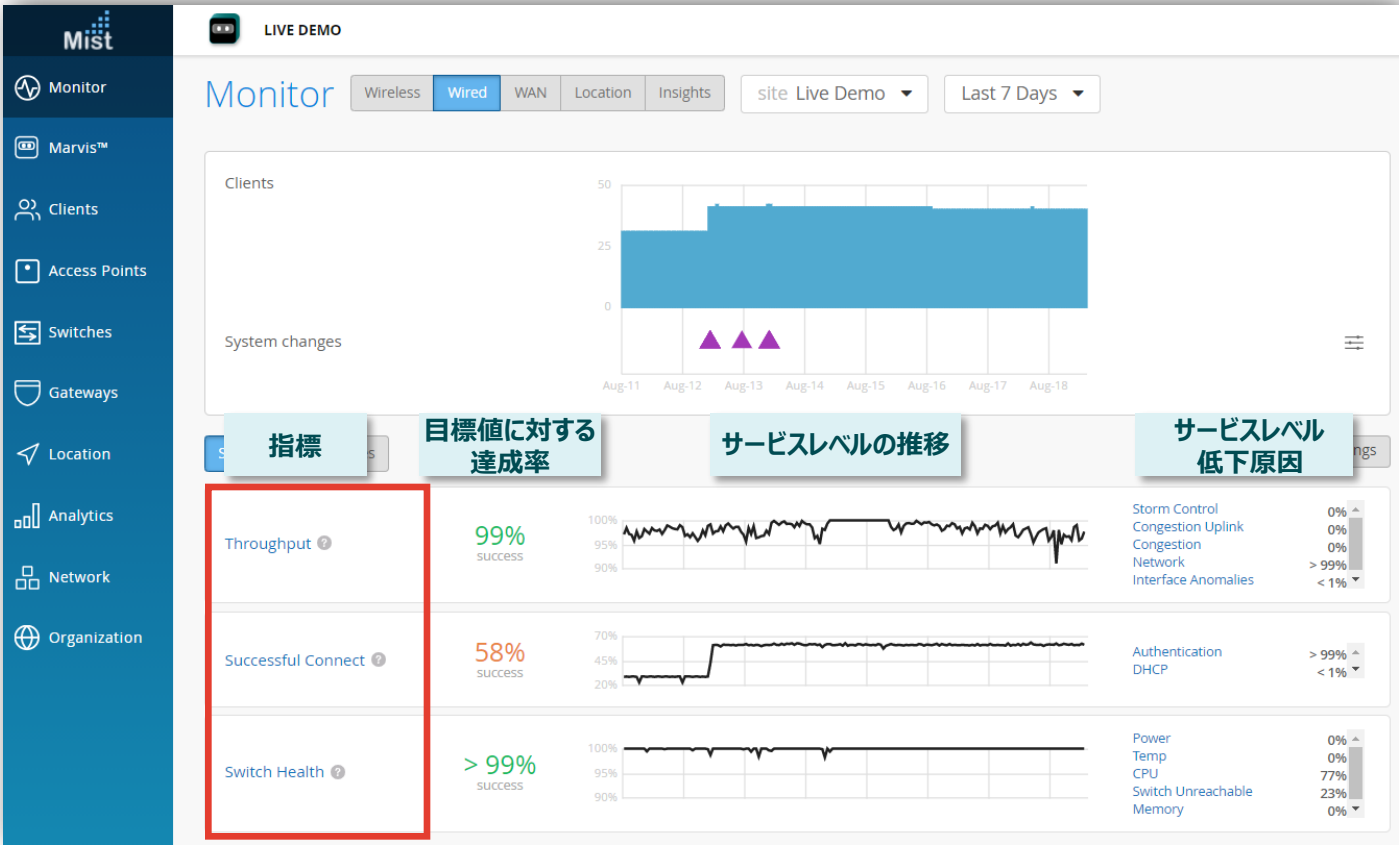 Mist
LIVE DEMO
Monitor
Marvis™
Clients
Access Points
Switches
Gateways
Location
Analytics
Network
Organization
Monitor
Wireless
Wired
WAN
Location
Insights
site Live Demo
Last 7 Days
Clients
50
25
0
System changes
Aug-11
Aug-12
Aug-13
Aug-14
Aug-15
Aug-16
Aug-17
Aug-18
指標
目標値に対する
達成率
サービスレベルの推移
サービスレベル
低下原因
Throughput
99%
success
100%
95%
90%
Storm Control 0%
Congestion Uplink 0%
Congestion 0%
Network > 99%
Interface Anomalies < 1%
Successful Connect
58%
success
70%
45%
20%
Authentication > 99%
DHCP < 1%
Switch Health
> 99%
success
100%
95%
90%
Power 0%
Temp 0%
CPU 77%
Switch Unreachable 23%
Memory 0%